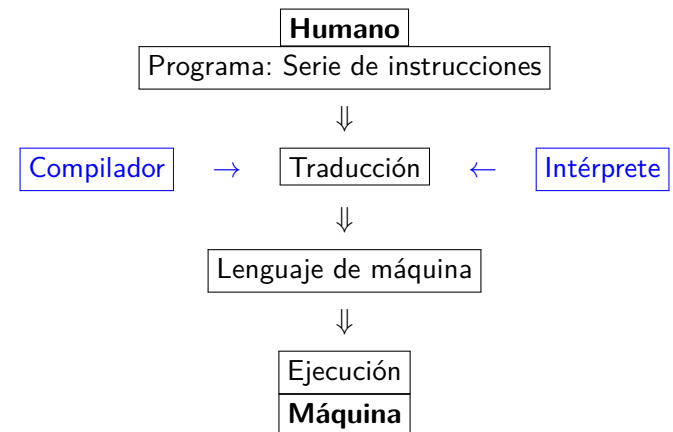 Humano
Programa: Serie de instrucciones
⇓
Compilador → Traducción ← Intérprete
⇓
Lenguaje de máquina
⇓
Ejecución
Máquina